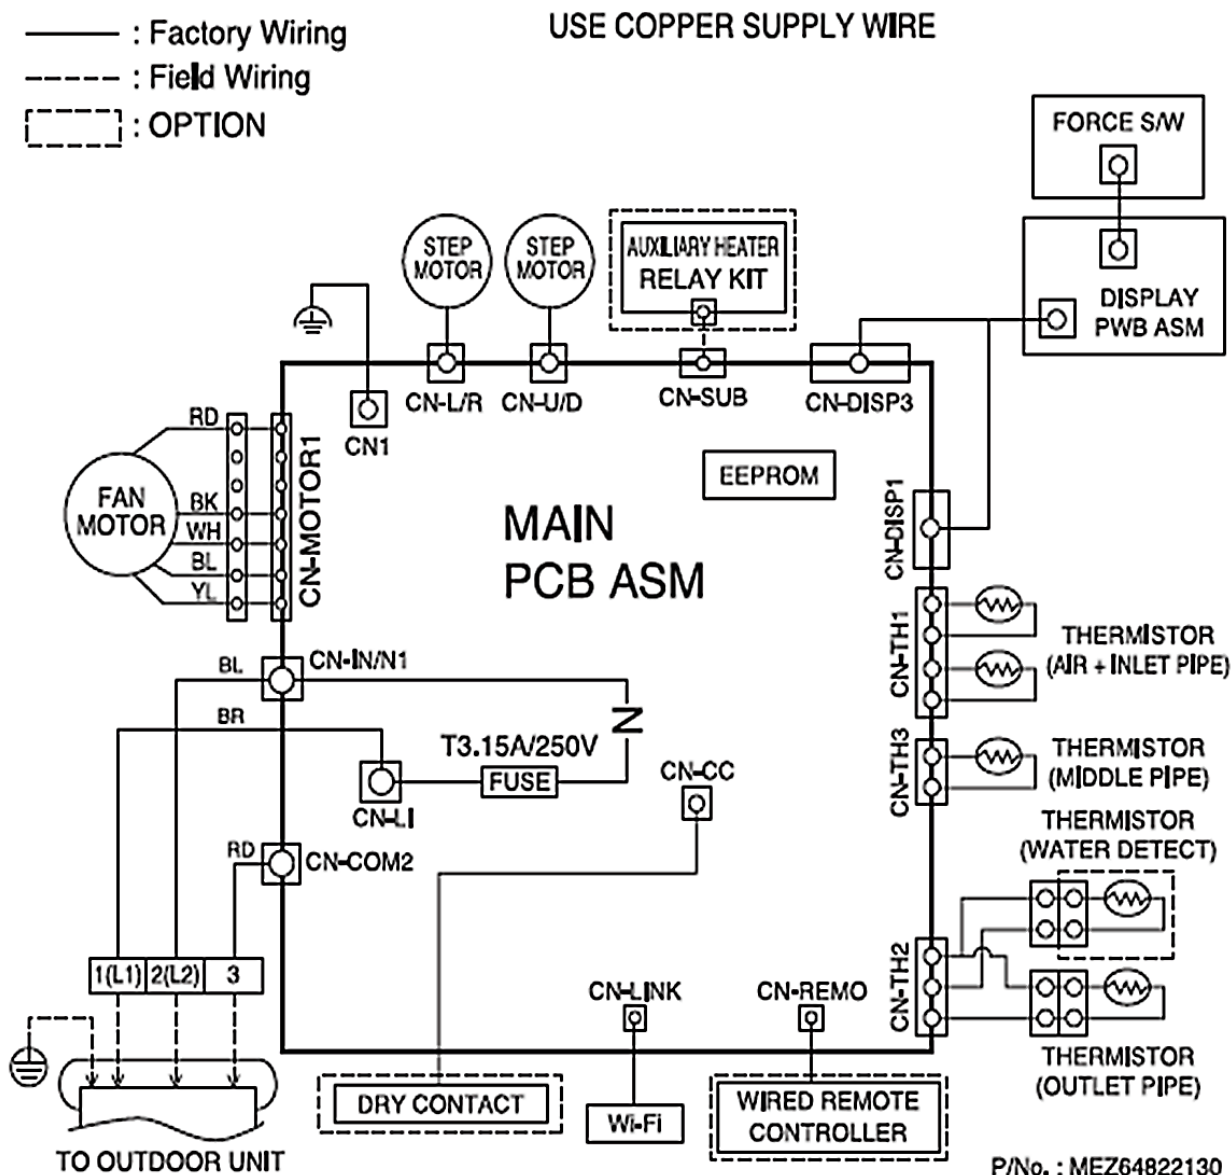 : Factory Wiring
: Field Wiring
: OPTION
USE COPPER SUPPLY WIRE
FORCE S/W
DISPLAY
PWB ASM
STEP
MOTOR
STEP
MOTOR
AUXILIARY HEATER
RELAY KIT
CN1
CN-L/R
CN-U/D
CN-SUB
CN-DISP3
EEPROM
CN-DISP1
MAIN
PCB ASM
FAN
MOTOR
RD
BK
WH
BL
YL
CN-MOTOR1
CN-TH1
THERMISTOR
(AIR + INLET PIPE)
BL
CN-IN/N1
BR
N
T3.15A/250V
FUSE
CN-LI
CN-CC
CN-TH3
THERMISTOR
(MIDDLE PIPE)
RD
CN-COM2
THERMISTOR
(WATER DETECT)
CN-TH2
THERMISTOR
(OUTLET PIPE)
1(L1)
2(L2)
3
CN-LINK
CN-REMO
DRY CONTACT
Wi-Fi
WIRED REMOTE
CONTROLLER
TO OUTDOOR UNIT
P/No. : MEZ64822130